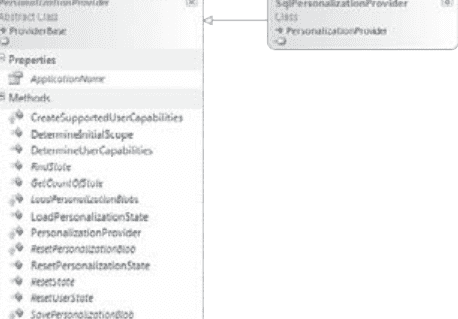 PersonalizationProvider
Abstract Class
ProviderBase
Properties
ApplicationName
Methods
CreateSupportedUserCapabilities
DetermineInitialScope
DetermineUserCapabilities
FindState
GetCountOfState
LoadPersonalizationBlobs
LoadPersonalizationState
PersonalizationProvider
ResetPersonalizationBlob
ResetPersonalizationState
ResetState
ResetUserState
SavePersonalizationBlob
SqlPersonalizationProvider
Class
PersonalizationProvider